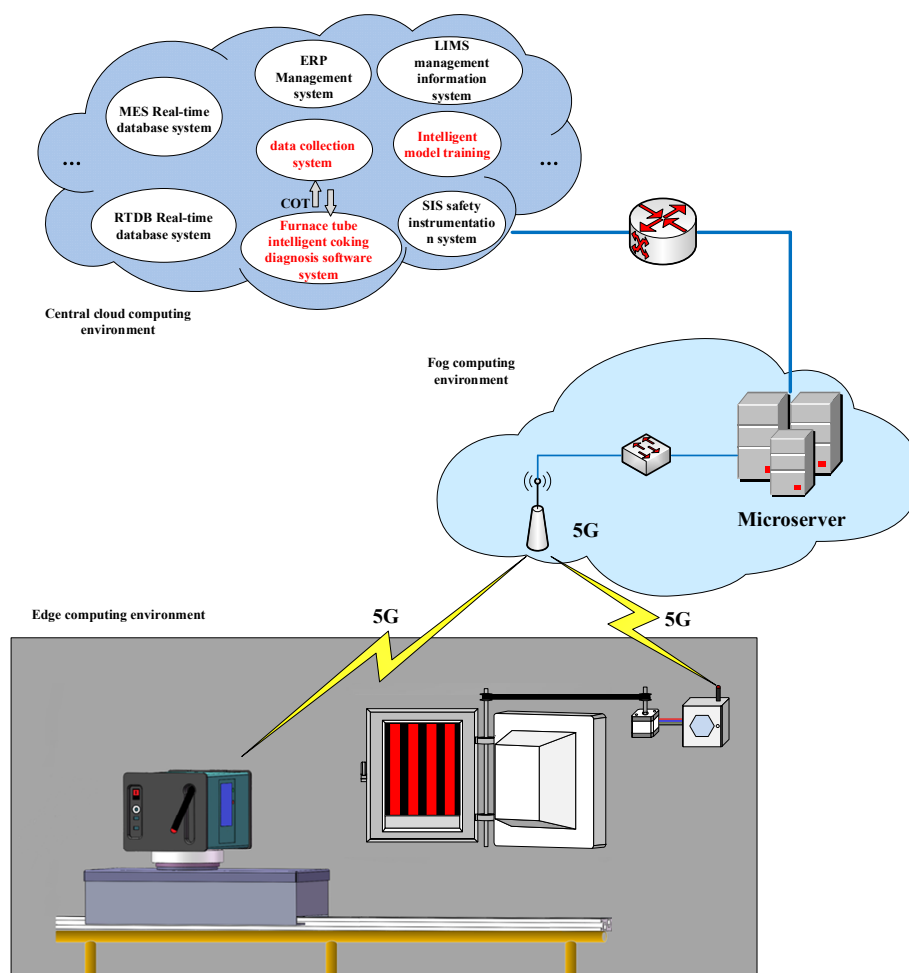 ERP
Management
system
LIMS
management
information
system
MES Real-time
database system
data collection
system
Intelligent
model training
...
...
COT
RTDB Real-time
database system
Furnace tube
intelligent coking
diagnosis software
system
SIS safety
instrumentatio
n system
Central cloud computing
environment
Fog computing
environment
Microserver
5G
Edge computing environment
5G
5G